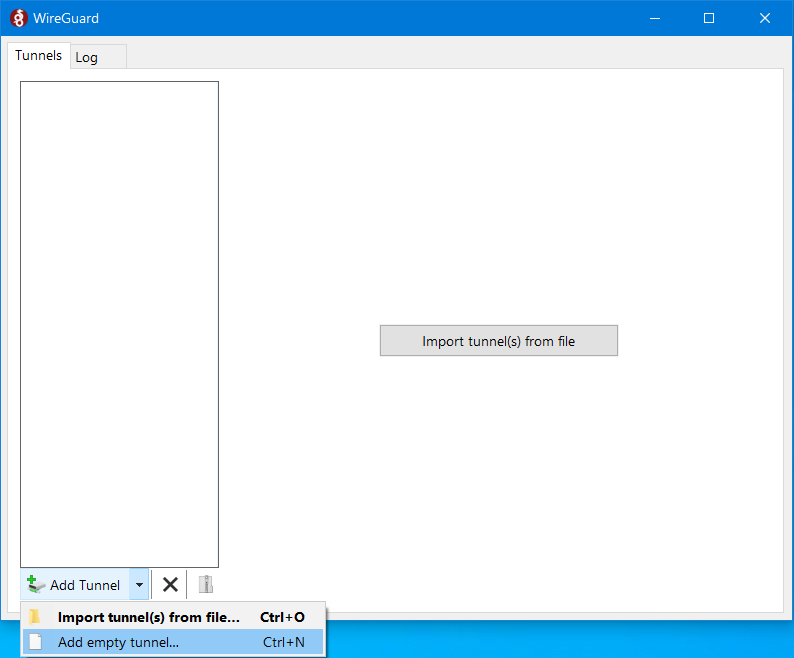 WireGuard
Tunnels Log
Import tunnel(s) from file
Add Tunnel
Import tunnel(s) from file... Ctrl+O
Add empty tunnel... Ctrl+N